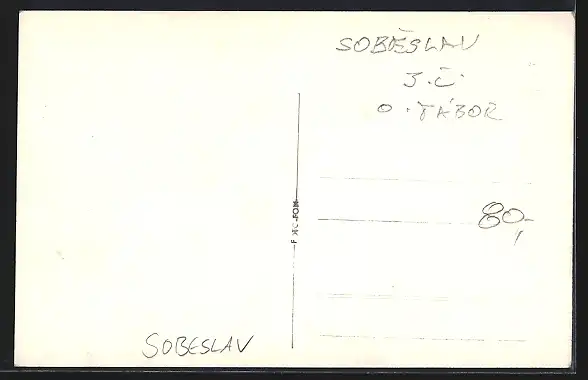 SOBĚSLAV
J.Č.
O. TÁBOR
80,-
SOBESLAV